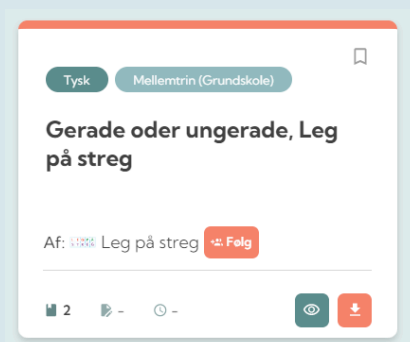 Tysk Mellemtrin (Grundskole)
Gerade oder ungerade, Leg
på streg
Af: Leg på streg Følg
2 - -